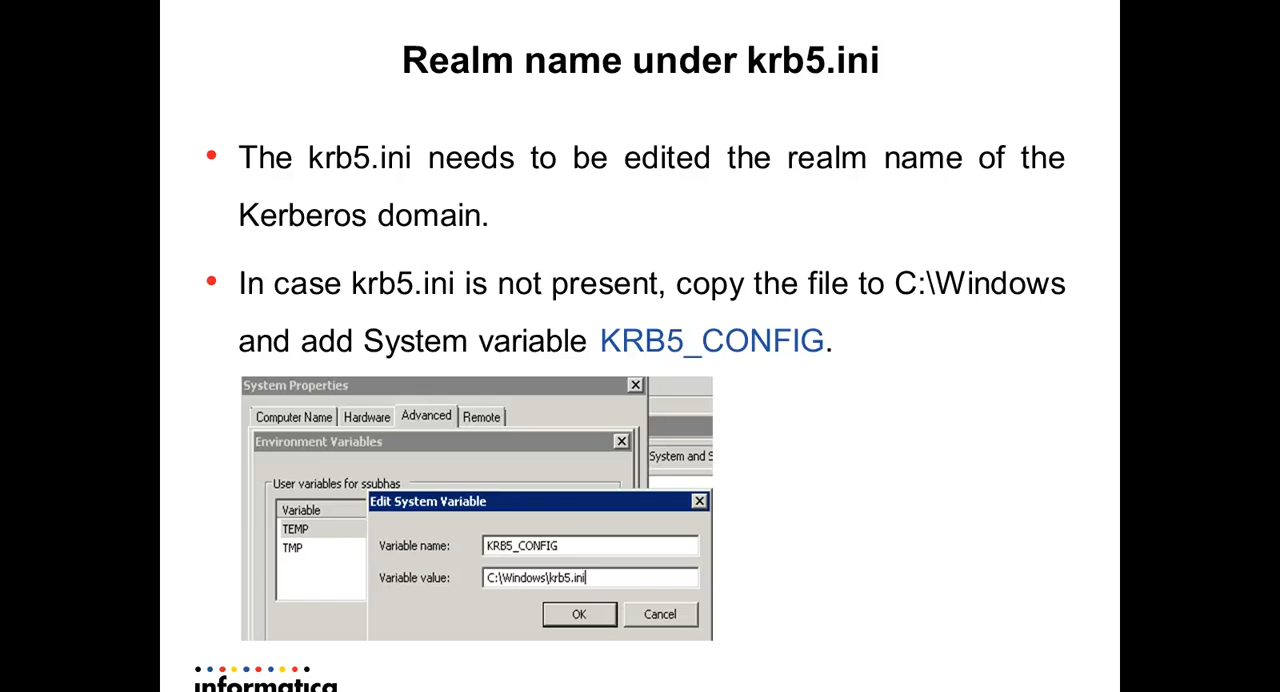 Realm name under krb5.ini
• The krb5.ini needs to be edited the realm name of the
Kerberos domain.
• In case krb5.ini is not present, copy the file to C:\Windows
and add System variable KRB5_CONFIG.
System Properties
Computer Name Hardware Advanced Remote
Environment Variables
System and S
User variables for ssubhas
Edit System Variable
Variable
TEMP
TMP
Variable name: KRB5_CONFIG
Variable value: C:\Windows\krb5.ini
OK Cancel
informatica